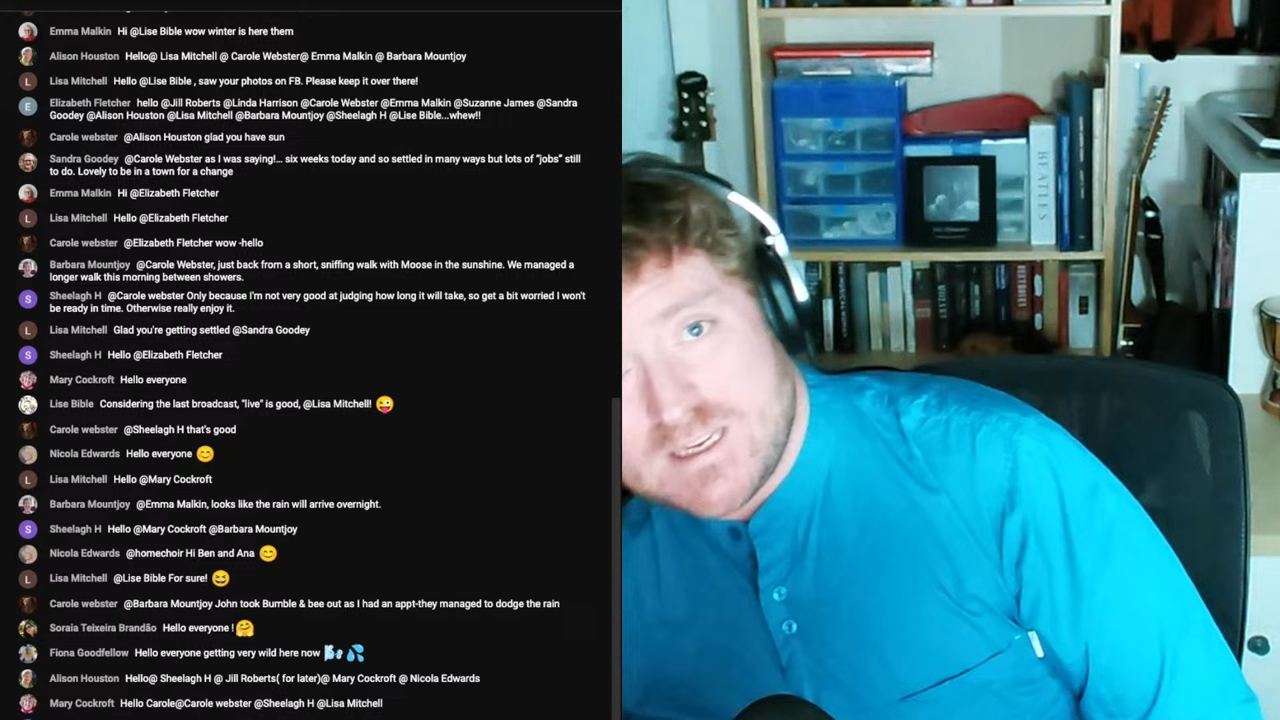 Emma Malkin Hi @Lise Bible wow winter is here them
Alison Houston Hello@ Lisa Mitchell @ Carole Webster@ Emma Malkin @ Barbara Mountjoy
L Lisa Mitchell Hello @Lise Bible , saw your photos on FB. Please keep it over there!
E Elizabeth Fletcher hello @Jill Roberts @Linda Harrison @Carole Webster @Emma Malkin @Suzanne James @Sandra
Goodey @Alison Houston @Lisa Mitchell @Barbara Mountjoy @Sheelagh H @Lise Bible...whew!!
Carole webster @Alison Houston glad you have sun
Sandra Goodey @Carole Webster as I was saying!... six weeks today and so settled in many ways but lots of "jobs" still
to do. Lovely to be in a town for a change
Emma Malkin Hi @Elizabeth Fletcher
L Lisa Mitchell Hello @Elizabeth Fletcher
Carole webster @Elizabeth Fletcher wow -hello
Barbara Mountjoy @Carole Webster, just back from a short, sniffing walk with Moose in the sunshine. We managed a
longer walk this morning between showers.
S Sheelagh H @Carole webster Only because I'm not very good at judging how long it will take, so get a bit worried I won't
be ready in time. Otherwise really enjoy it.
L Lisa Mitchell Glad you're getting settled @Sandra Goodey
S Sheelagh H Hello @Elizabeth Fletcher
Mary Cockroft Hello everyone
Lise Bible Considering the last broadcast, "live" is good, @Lisa Mitchell! 😜
Carole webster @Sheelagh H that's good
Nicola Edwards Hello everyone 😊
L Lisa Mitchell Hello @Mary Cockroft
Barbara Mountjoy @Emma Malkin, looks like the rain will arrive overnight.
S Sheelagh H Hello @Mary Cockroft @Barbara Mountjoy
Nicola Edwards @homechoir Hi Ben and Ana 😊
L Lisa Mitchell @Lise Bible For sure! 😆
Carole webster @Barbara Mountjoy John took Bumble & bee out as I had an appt-they managed to dodge the rain
Soraia Teixeira Brandão Hello everyone ! 🤗
Fiona Goodfellow Hello everyone getting very wild here now 🌬💦
Alison Houston Hello@ Sheelagh H @ Jill Roberts( for later)@ Mary Cockroft @ Nicola Edwards
Mary Cockroft Hello Carole@Carole webster @Sheelagh H @Lisa Mitchell
BEATLES